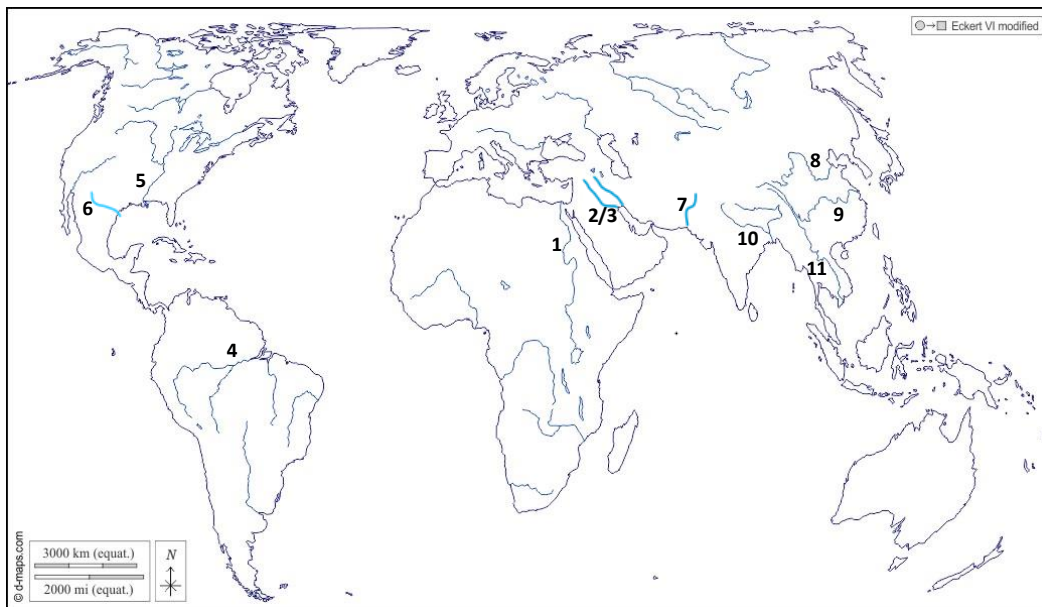 ○→□ Eckert VI modified
8
5
7
6
2/3
9
1
10
11
4
© d-maps.com
3000 km (equat.)
2000 mi (equat.)
N